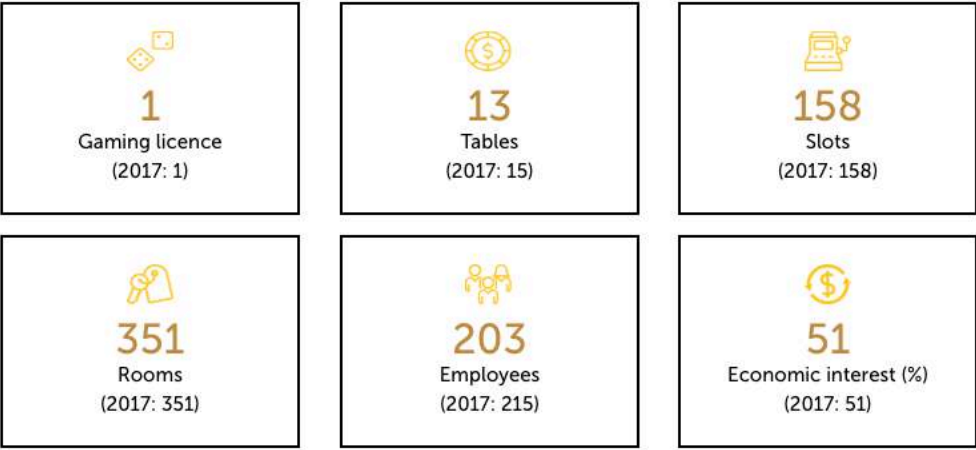 1
Gaming licence
(2017: 1)
13
Tables
(2017: 15)
158
Slots
(2017: 158)
351
Rooms
(2017: 351)
203
Employees
(2017: 215)
51
Economic interest (%)
(2017: 51)